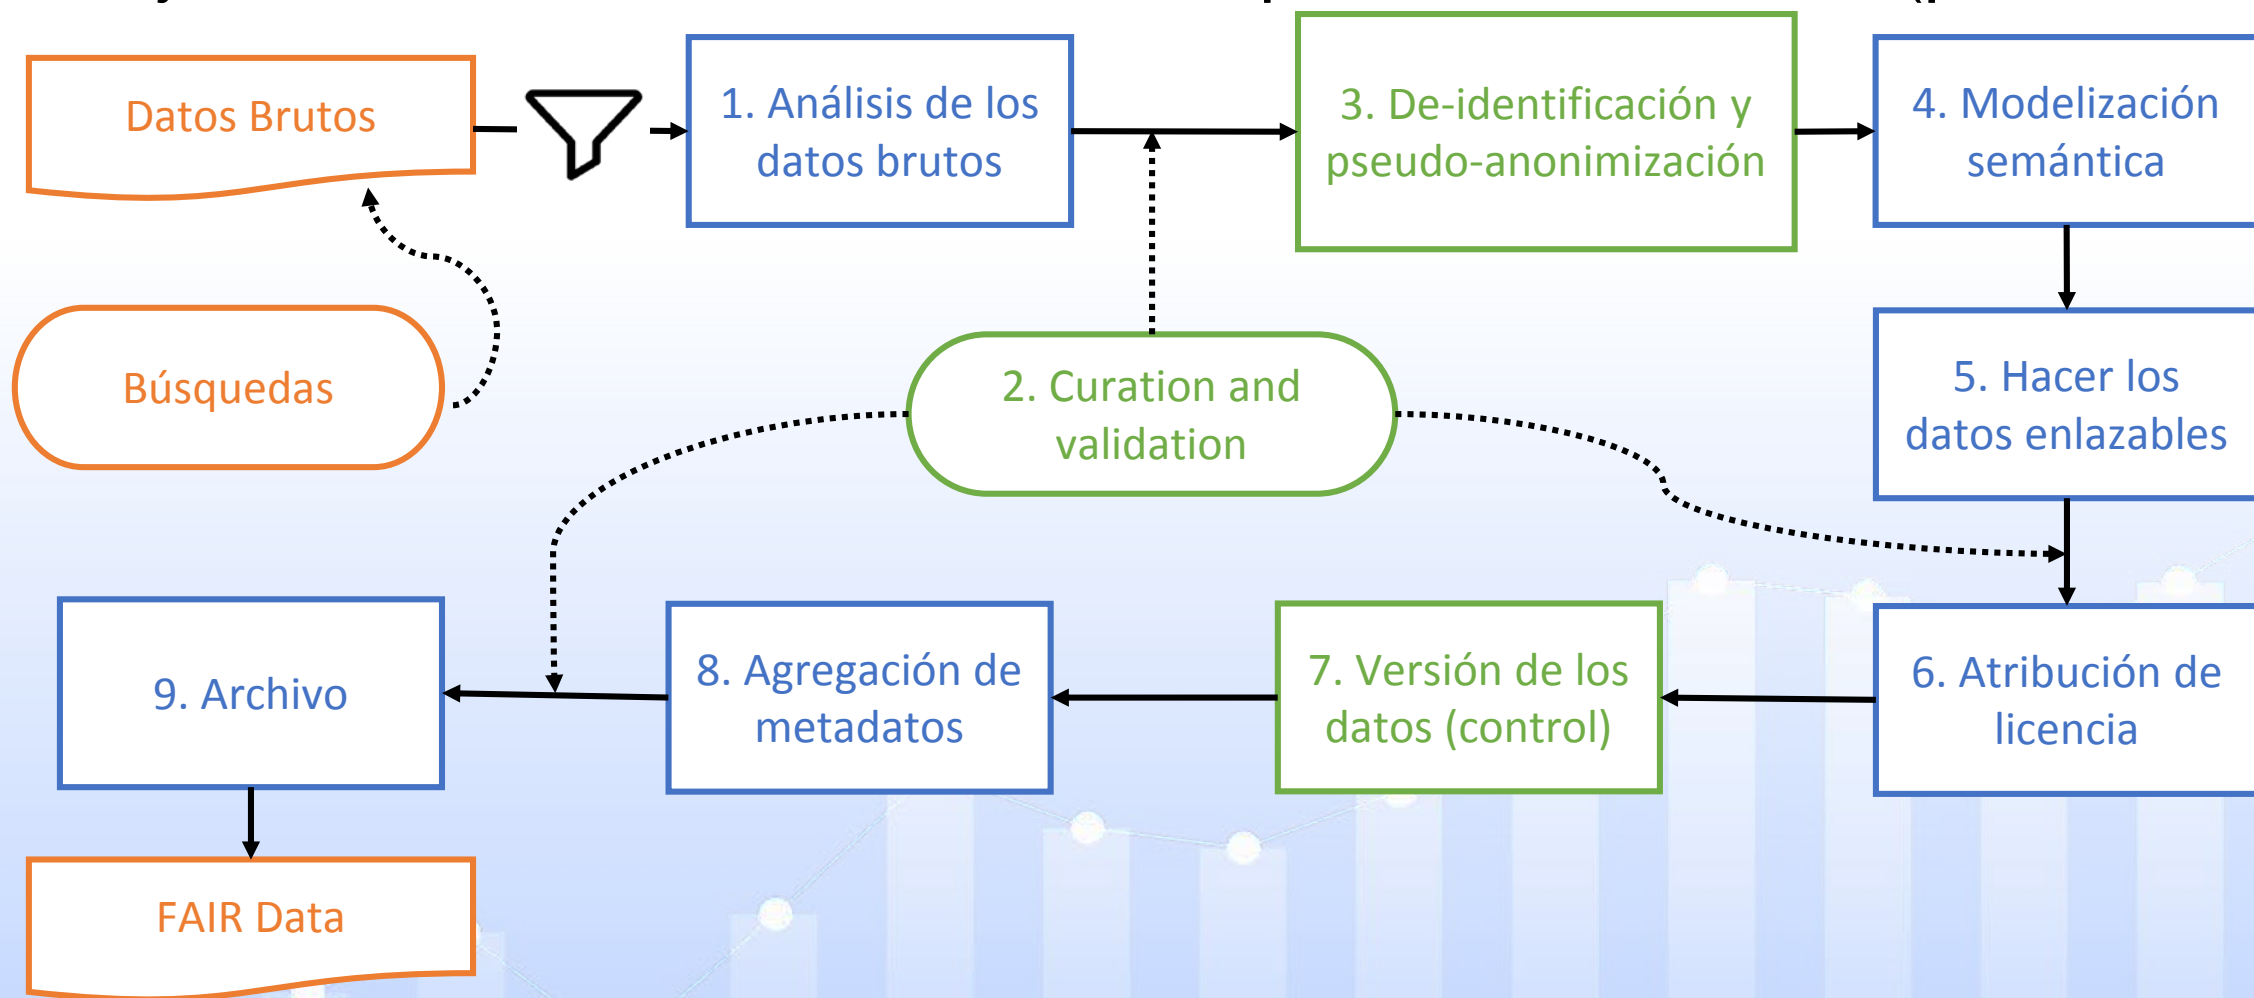 Datos Brutos
1. Análisis de los
datos brutos
3. De-identificación y
pseudo-anonimización
4. Modelización
semántica
Búsquedas
2. Curation and
validation
5. Hacer los
datos enlazables
9. Archivo
8. Agregación de
metadatos
7. Versión de los
datos (control)
6. Atribución de
licencia
FAIR Data